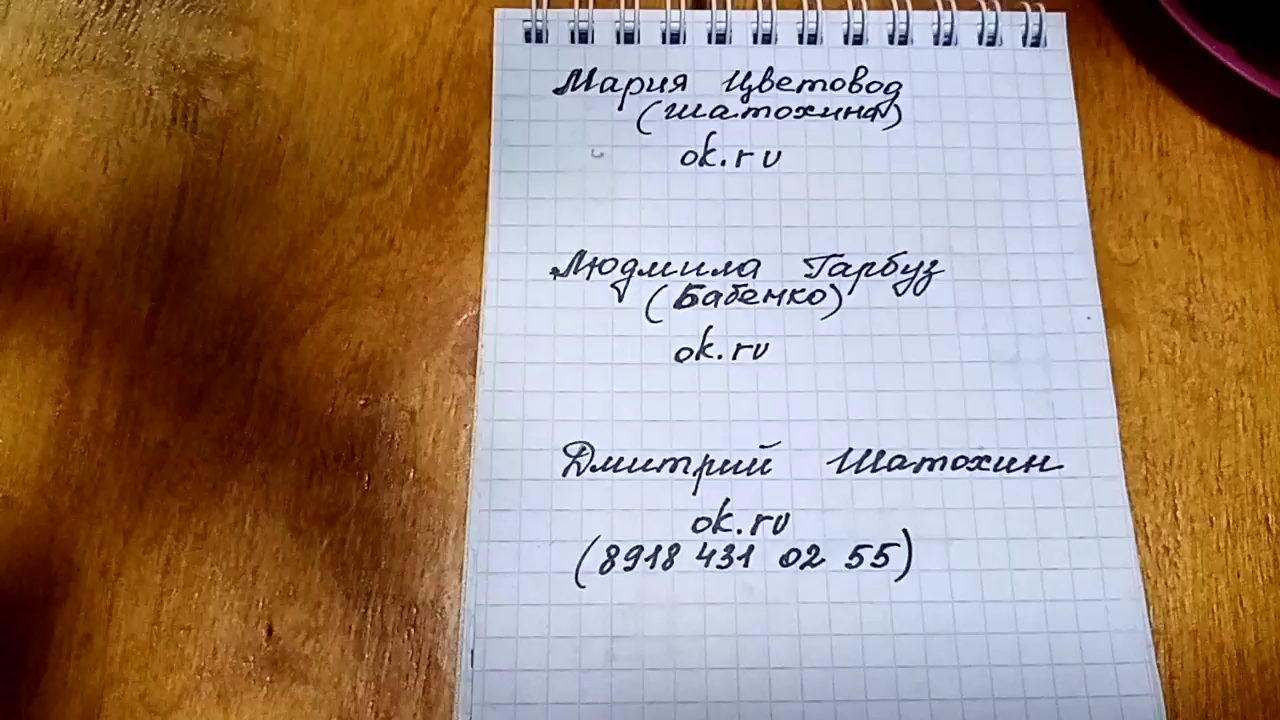 Мария Цветовод
(Шатохина)
ok.ru
Людмила Гарбуз
(Бабенко)
ok.ru
Дмитрий Шатохин
ok.ru
(8918 431 02 55)